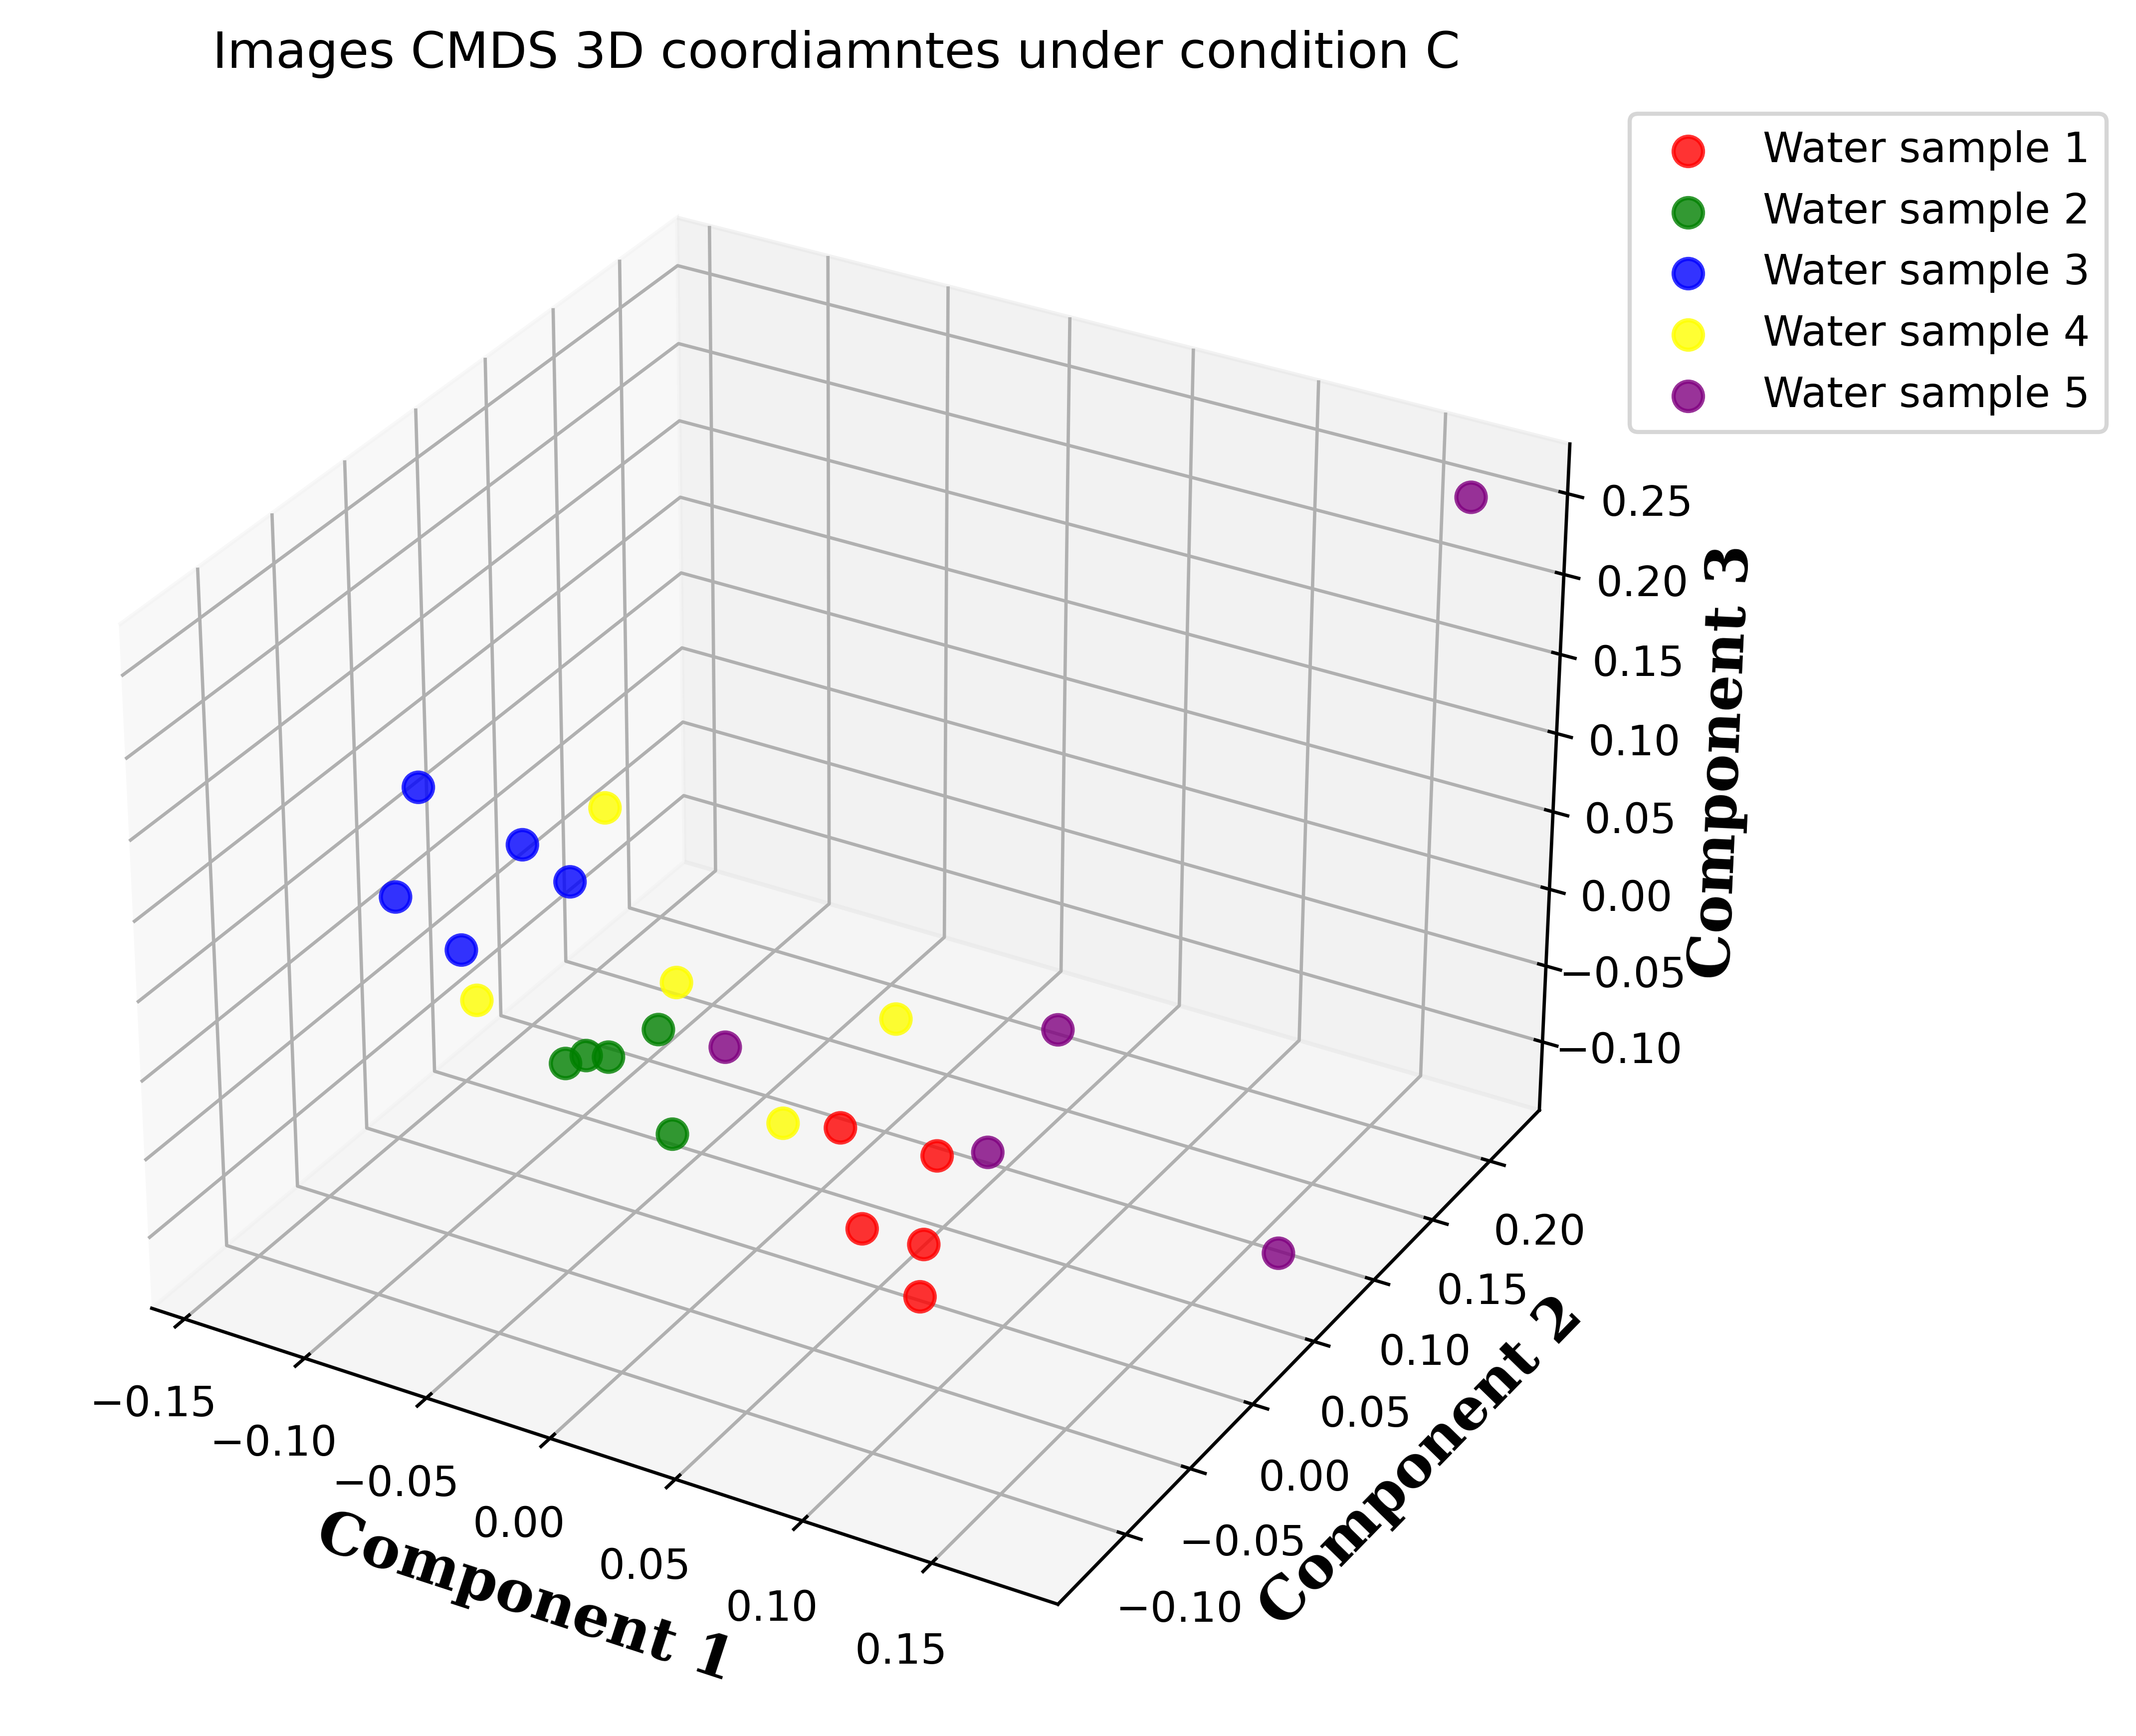 Images CMDS 3D coordiamntes under condition C
Water sample 1
Water sample 2
Water sample 3
Water sample 4
Water sample 5
0.25
0.20
0.15
0.10
0.05
0.00
−0.05
−0.10
Component 3
0.20
0.15
0.10
0.05
0.00
−0.05
−0.10
Component 2
−0.15
−0.10
−0.05
0.00
0.05
0.10
0.15
Component 1